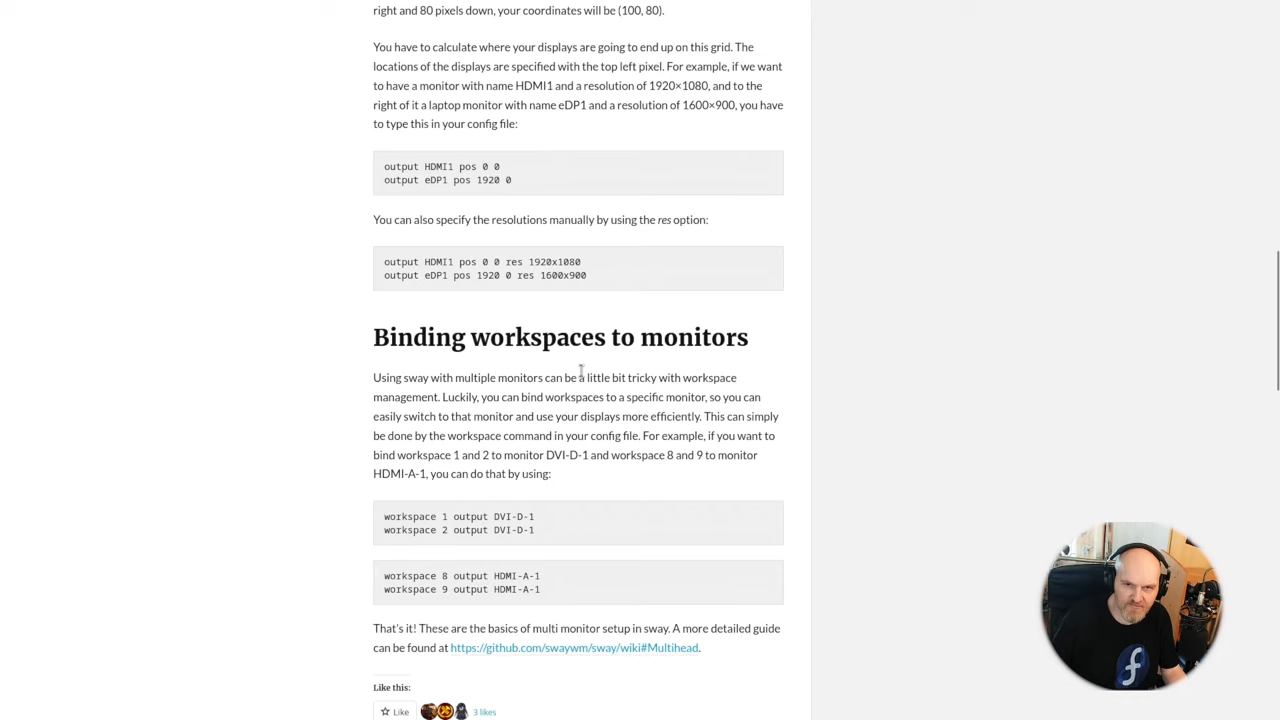 right and 80 pixels down, your coordinates will be (100, 80).
You have to calculate where your displays are going to end up on this grid. The
locations of the displays are specified with the top left pixel. For example, if we want
to have a monitor with name HDMI1 and a resolution of 1920×1080, and to the
right of it a laptop monitor with name eDP1 and a resolution of 1600×900, you have
to type this in your config file:
output HDMI1 pos 0 0
output eDP1 pos 1920 0
You can also specify the resolutions manually by using the res option:
output HDMI1 pos 0 0 res 1920x1080
output eDP1 pos 1920 0 res 1600x900
Binding workspaces to monitors
Using sway with multiple monitors can be a little bit tricky with workspace
management. Luckily, you can bind workspaces to a specific monitor, so you can
easily switch to that monitor and use your displays more efficiently. This can simply
be done by the workspace command in your config file. For example, if you want to
bind workspace 1 and 2 to monitor DVI-D-1 and workspace 8 and 9 to monitor
HDMI-A-1, you can do that by using:
workspace 1 output DVI-D-1
workspace 2 output DVI-D-1
workspace 8 output HDMI-A-1
workspace 9 output HDMI-A-1
That's it! These are the basics of multi monitor setup in sway. A more detailed guide
can be found at https://github.com/swaywm/sway/wiki#Multihead.
Like this:
Like
3 likes